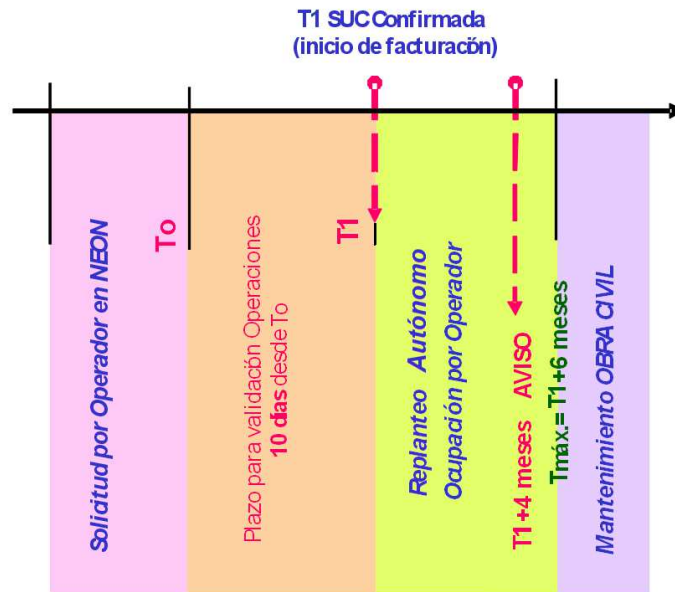 T1 SUC Confirmada
(inicio de facturacón)
Solicitud por Operador en NEON
To
Plazo para validacòn Operaciones
10 días desde To
T1
Replanteo Autónomo
Ocupación por Operador
T1+4 meses AVISO
Tmáx.= T1+6 meses
Mantenimiento OBRA CIVIL